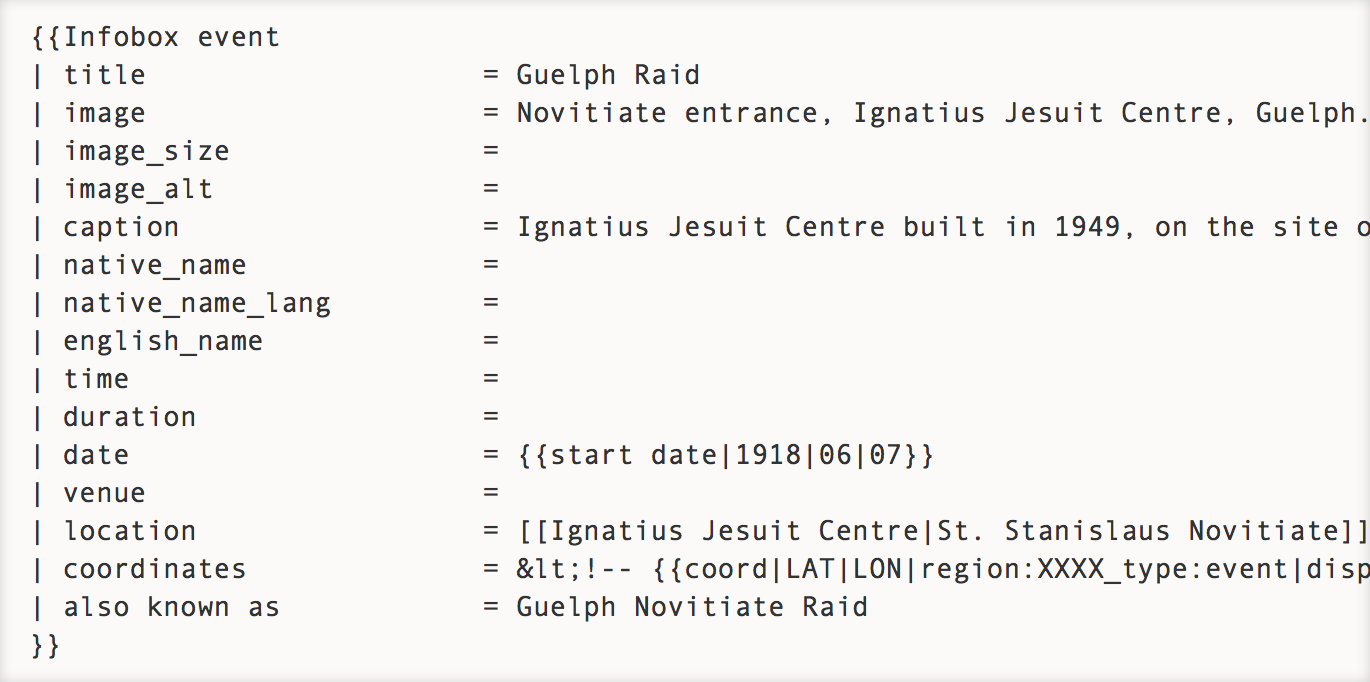 {{Infobox event
| title = Guelph Raid
| image = Novitiate entrance, Ignatius Jesuit Centre, Guelph.
| image_size =
| image_alt =
| caption = Ignatius Jesuit Centre built in 1949, on the site o
| native_name =
| native_name_lang =
| english_name =
| time =
| duration =
| date = {{start date|1918|06|07}}
| venue =
| location = [[Ignatius Jesuit Centre|St. Stanislaus Novitiate]]
| coordinates = &lt;!-- {{coord|LAT|LON|region:XXXX_type:event|disp
| also known as = Guelph Novitiate Raid
}}